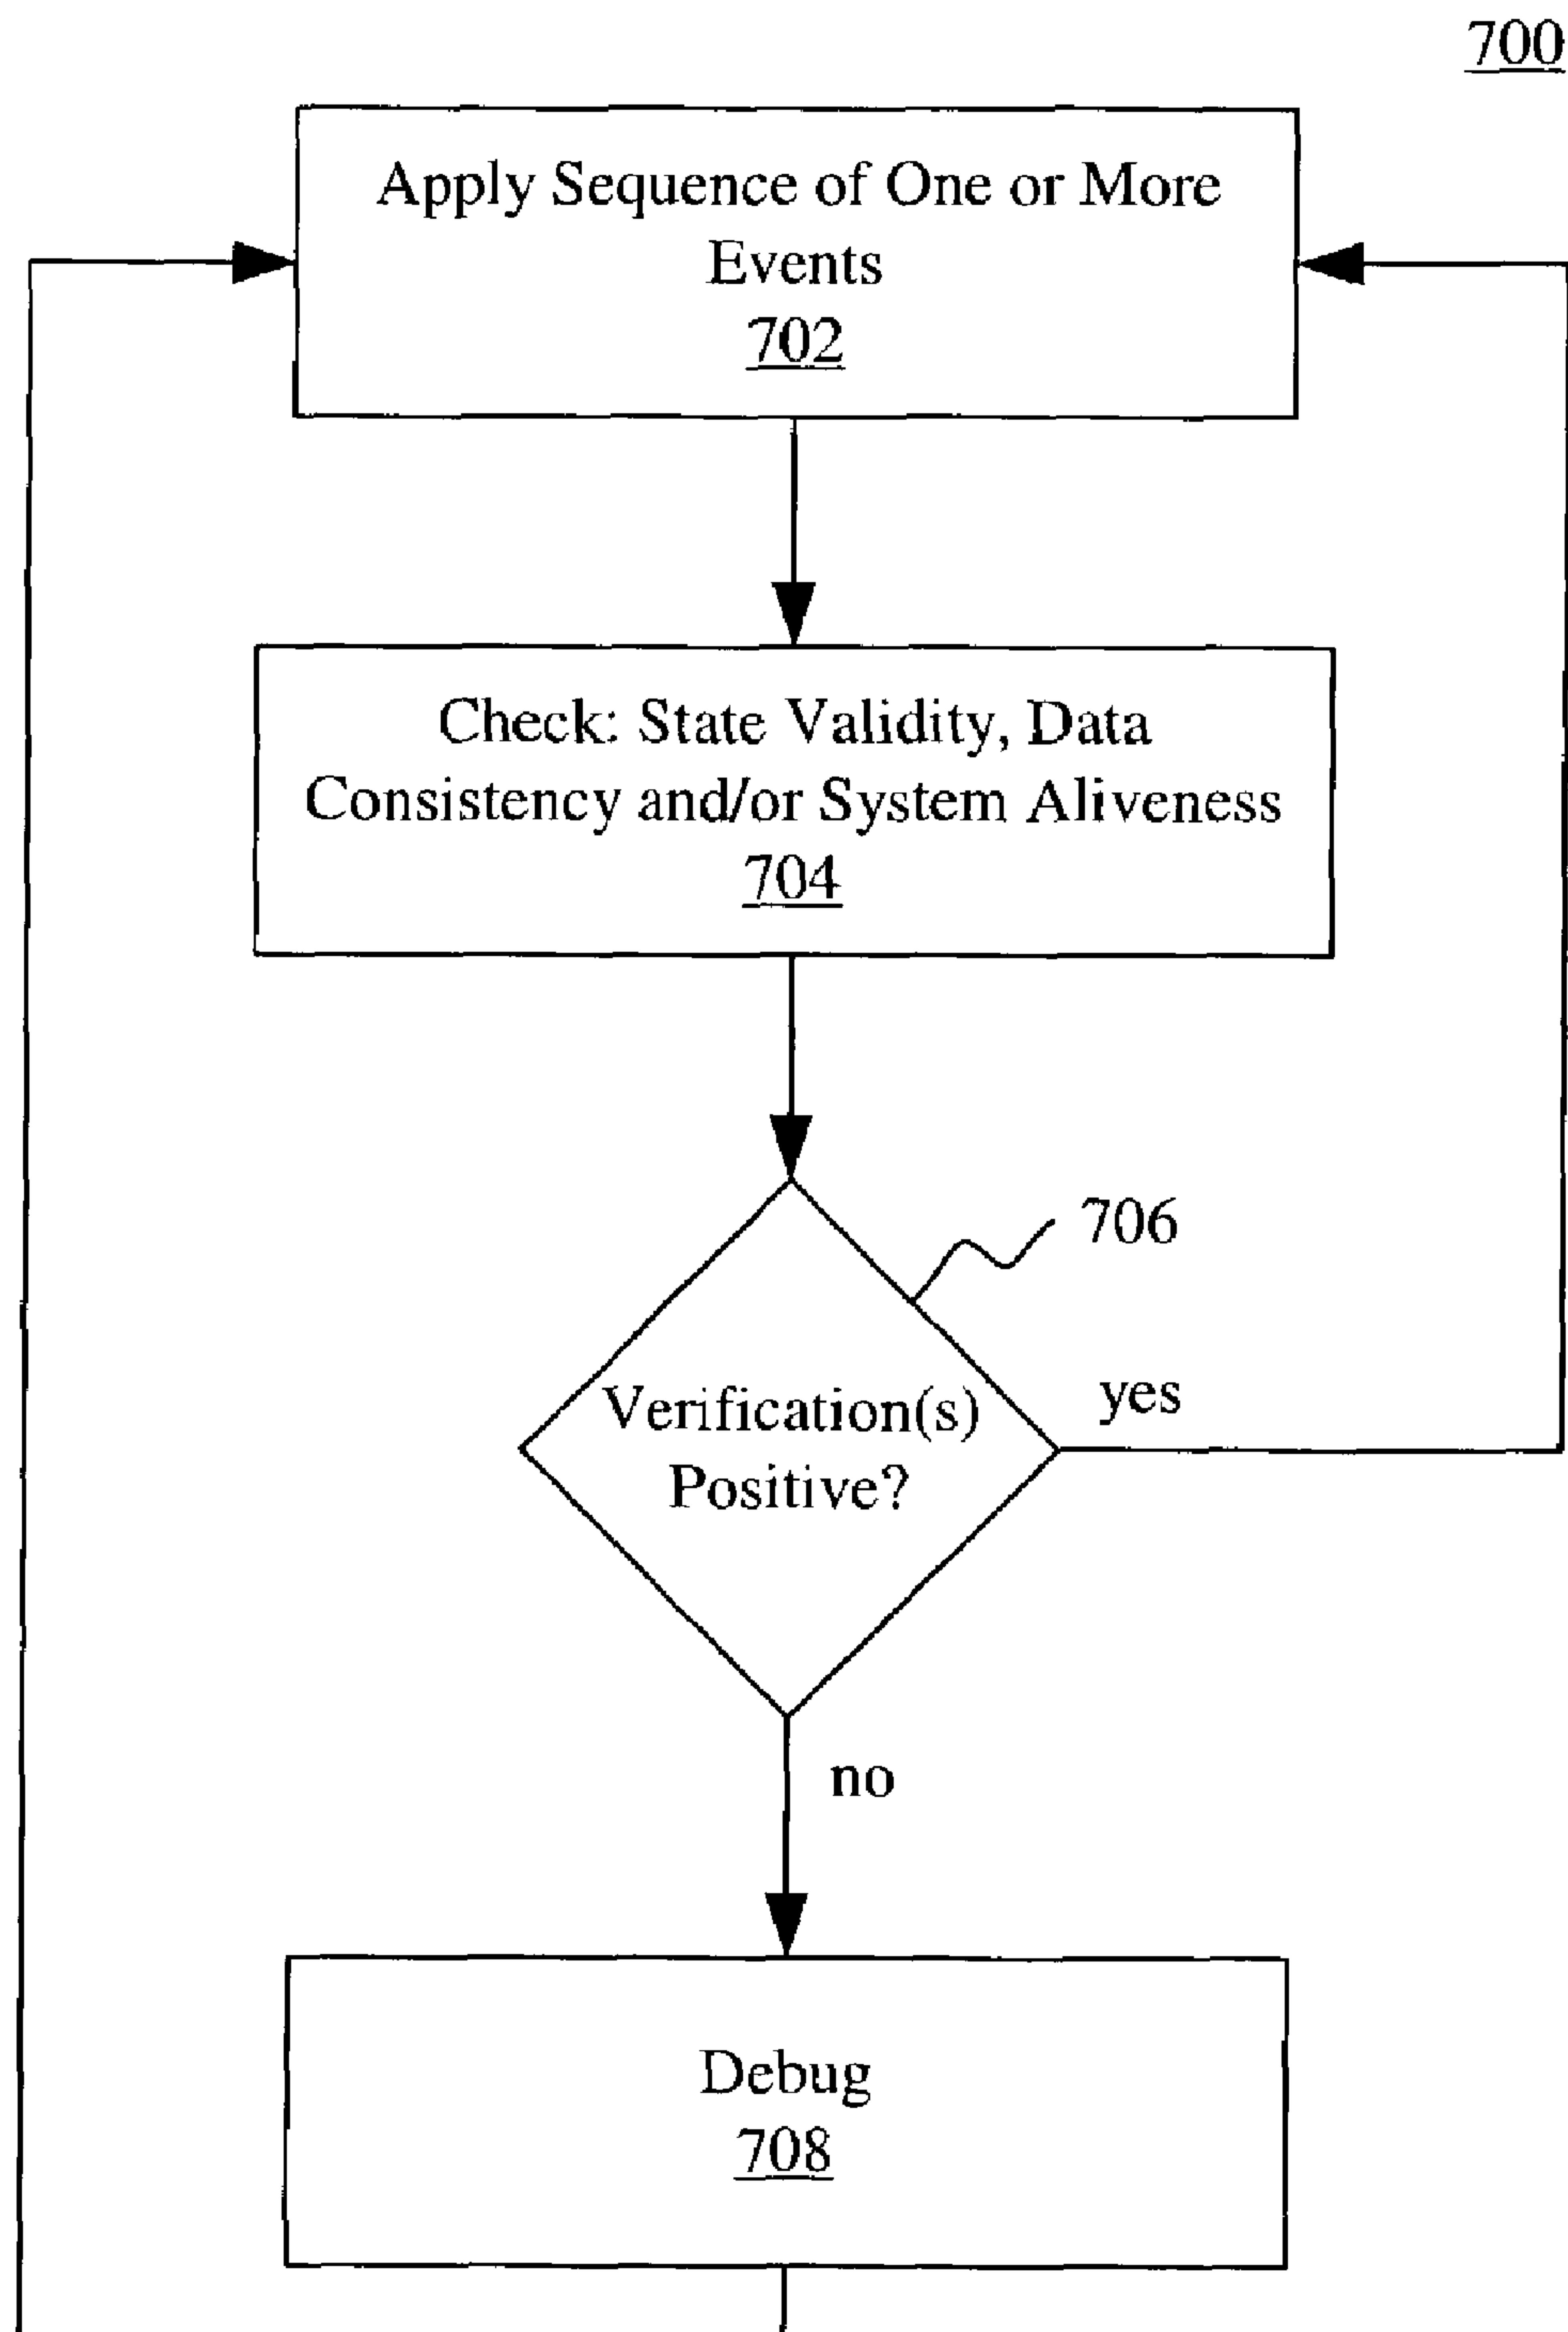 700
Apply Sequence of One or More
Events
702
Check: State Validity, Data
Consistency and/or System Aliveness
704
706
Verification(s)
Positive?
yes
no
Debug
708